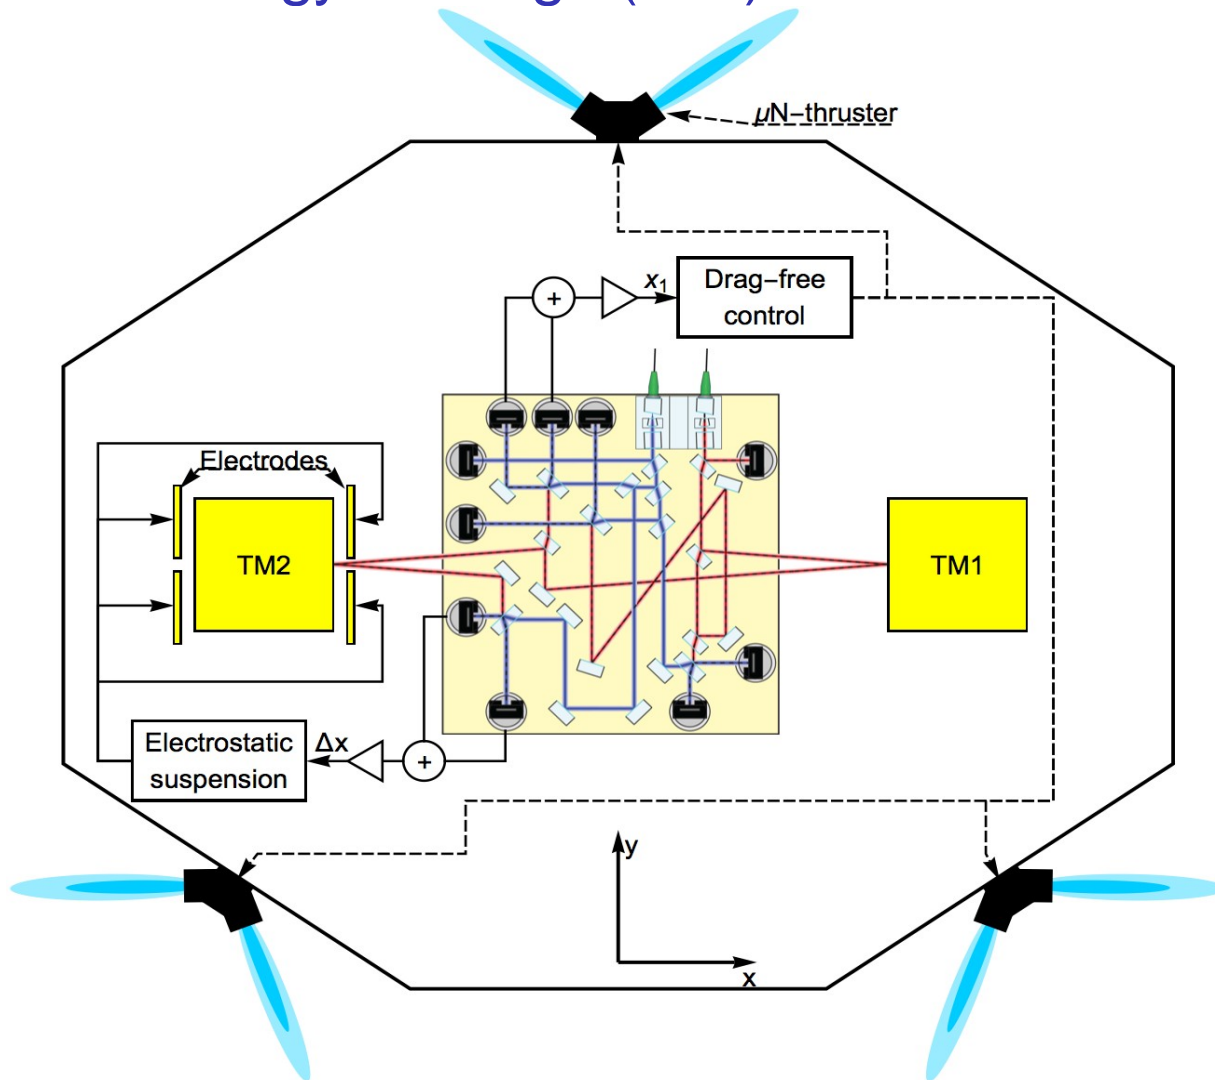 μN−thruster
x₁
Drag−free
control
Electrodes
TM2
TM1
Electrostatic
suspension
Δx
+
+
y
x